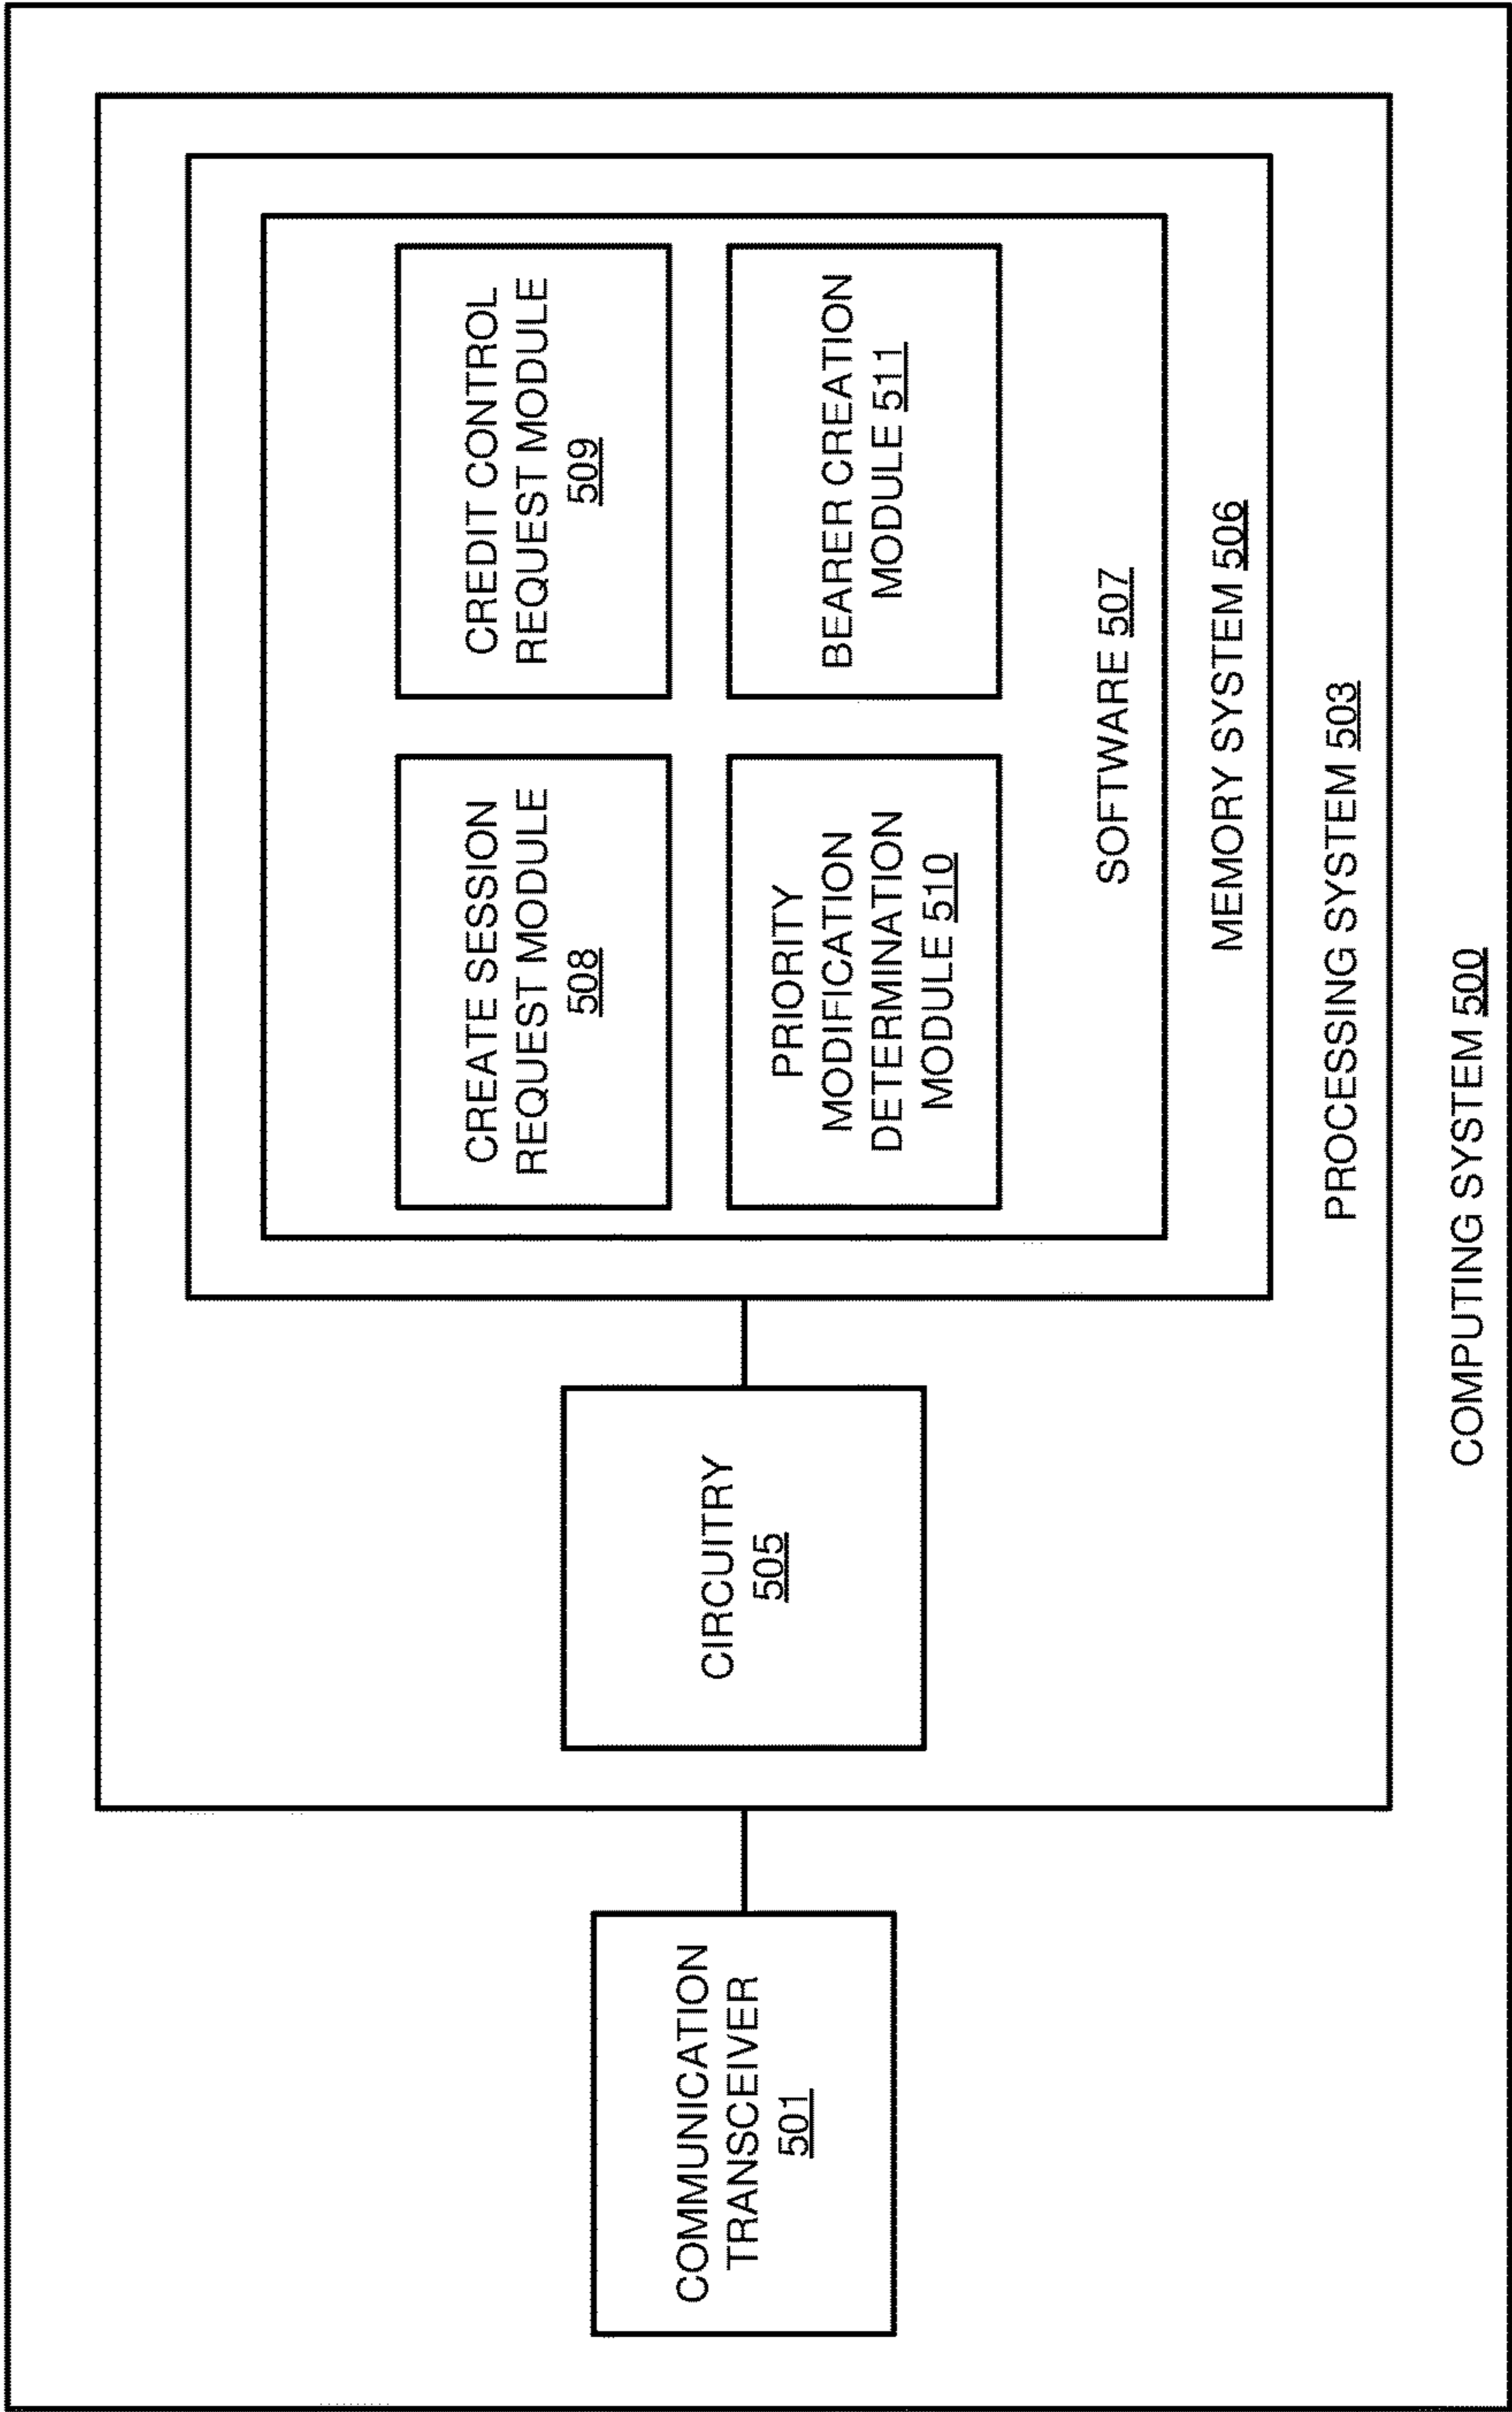 COMMUNICATION
TRANSCEIVER
501
CIRCUITRY
505
CREATE SESSION
REQUEST MODULE
508
CREDIT CONTROL
REQUEST MODULE
509
PRIORITY
MODIFICATION
DETERMINATION
MODULE 510
BEARER CREATION
MODULE 511
SOFTWARE 507
MEMORY SYSTEM 506
PROCESSING SYSTEM 503
COMPUTING SYSTEM 500